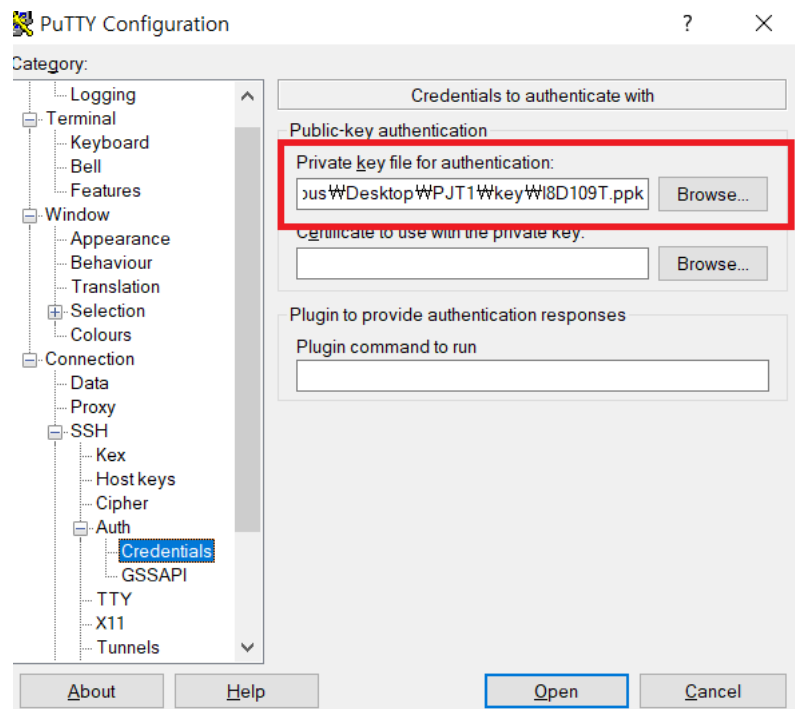 PuTTY Configuration
?
Category:
Logging
Terminal
Keyboard
Bell
Features
Window
Appearance
Behaviour
Translation
Selection
Colours
Connection
Data
Proxy
SSH
Kex
Host keys
Cipher
Auth
Credentials
GSSAPI
TTY
X11
Tunnels
Credentials to authenticate with
Public-key authentication
Private key file for authentication:
ous₩Desktop₩PJT1₩key₩I8D109T.ppk
Browse...
Certificate to use with the private key:
Browse...
Plugin to provide authentication responses
Plugin command to run
About
Help
Open
Cancel